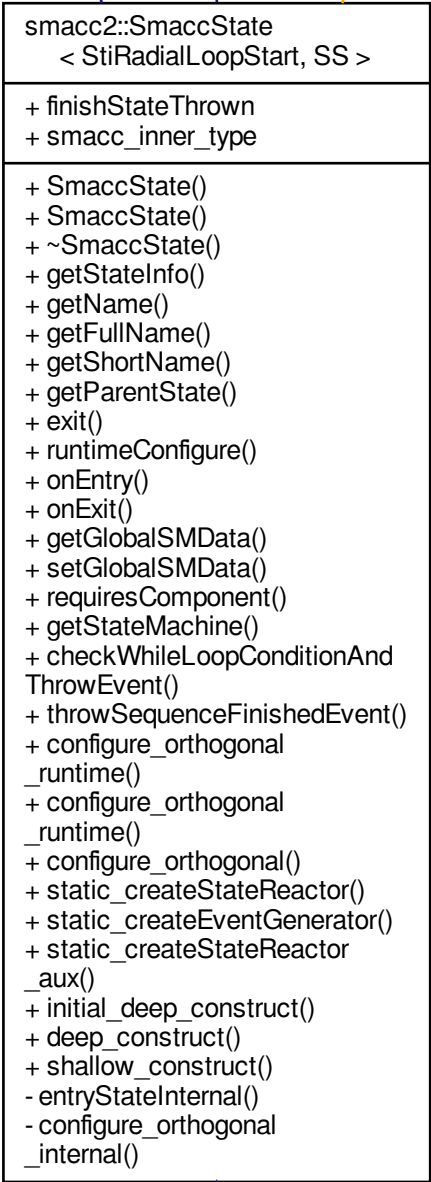 smacc2::SmaccState
< StiRadialLoopStart, SS >
+ finishStateThrown
+ smacc_inner_type
+ SmaccState()
+ SmaccState()
+ ~SmaccState()
+ getStateInfo()
+ getName()
+ getFullName()
+ getShortName()
+ getParentState()
+ exit()
+ runtimeConfigure()
+ onEntry()
+ onExit()
+ getGlobalSMData()
+ setGlobalSMData()
+ requiresComponent()
+ getStateMachine()
+ checkWhileLoopConditionAnd
ThrowEvent()
+ throwSequenceFinishedEvent()
+ configure_orthogonal
_runtime()
+ configure_orthogonal
_runtime()
+ configure_orthogonal()
+ static_createStateReactor()
+ static_createEventGenerator()
+ static_createStateReactor
_aux()
+ initial_deep_construct()
+ deep_construct()
+ shallow_construct()
- entryStateInternal()
- configure_orthogonal
_internal()